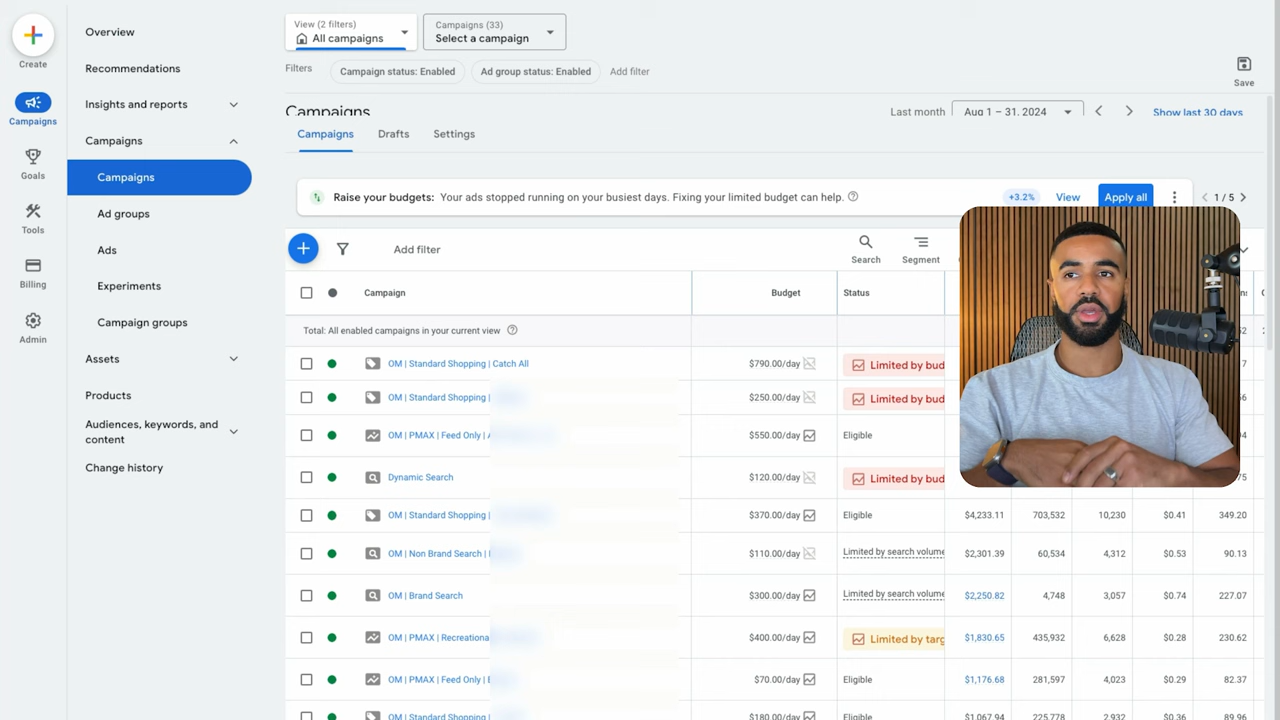 Create
Campaigns
Goals
Tools
Billing
Admin
Overview
Recommendations
Insights and reports
Campaigns
Campaigns
Ad groups
Ads
Experiments
Campaign groups
Assets
Products
Audiences, keywords, and
content
Change history
View (2 filters)
All campaigns
Campaigns (33)
Select a campaign
Filters
Campaign status: Enabled
Ad group status: Enabled
Add filter
Save
Campaigns
Last month
Aug 1 – 31, 2024
Show last 30 days
Campaigns
Drafts
Settings
Raise your budgets: Your ads stopped running on your busiest days. Fixing your limited budget can help.
+3.2%
View
Apply all
1 / 5
Add filter
Search
Segment
Campaign
Budget
Status
Total: All enabled campaigns in your current view
OM | Standard Shopping | Catch All $790.00/day Limited by bud
OM | Standard Shopping | $250.00/day Limited by bud
OM | PMAX | Feed Only | $550.00/day Eligible
Dynamic Search $120.00/day Limited by bud
OM | Standard Shopping | $370.00/day Eligible $4,233.11 703,532 10,230 $0.41 349.20
OM | Non Brand Search | $110.00/day Limited by search volume $2,301.39 60,534 4,312 $0.53 90.13
OM | Brand Search $300.00/day Limited by search volume $2,250.82 4,748 3,057 $0.74 227.07
OM | PMAX | Recreationa $400.00/day Limited by targ $1,830.65 435,932 6,628 $0.28 230.62
OM | PMAX | Feed Only | $70.00/day Eligible $1,176.68 281,597 4,023 $0.29 82.37
OM | Standard Shopping $180.00/day Eligible $1,067.94 225,778 2,932 $0.36 89.96